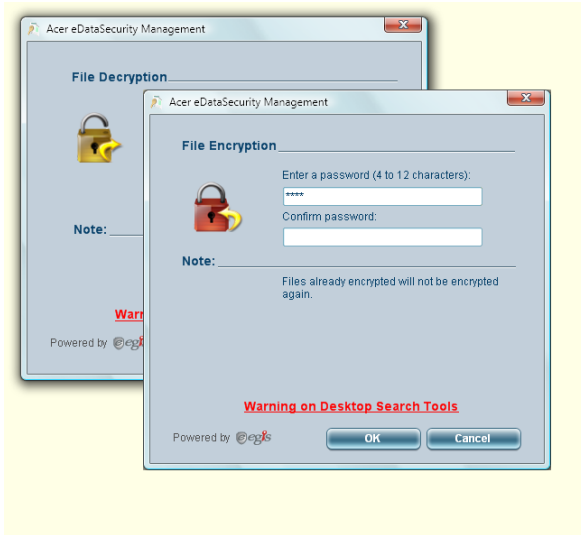 Acer eDataSecurity Management
File Decryption
Note:
Powered by egis
Acer eDataSecurity Management
File Encryption
Enter a password (4 to 12 characters):
****
Confirm password:
Note:
Files already encrypted will not be encrypted
again.
Warning on Desktop Search Tools
Powered by egis
OK
Cancel